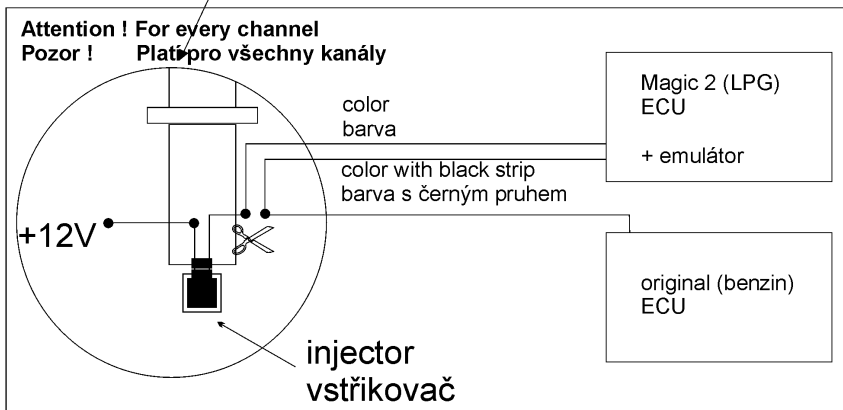 Attention ! For every channel
Pozor ! Platí pro všechny kanály
color
barva
Magic 2 (LPG)
ECU
+ emulátor
color with black strip
barva s černým pruhem
+12V
original (benzin)
ECU
injector
vstřikovač